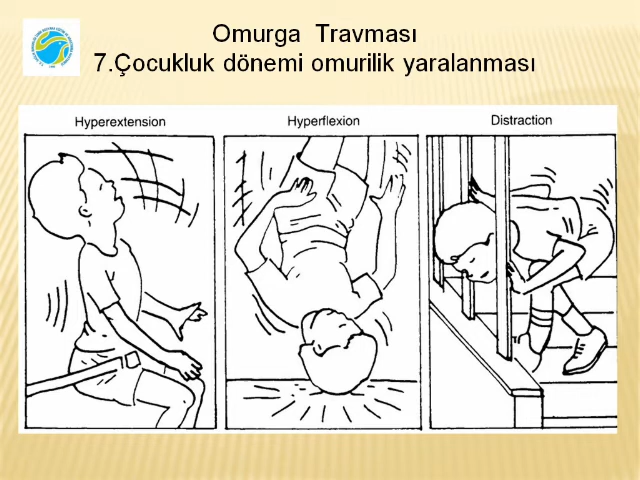 Omurga Travması
7.Çocukluk dönemi omurilik yaralanması
Hyperextension
Hyperflexion
Distraction